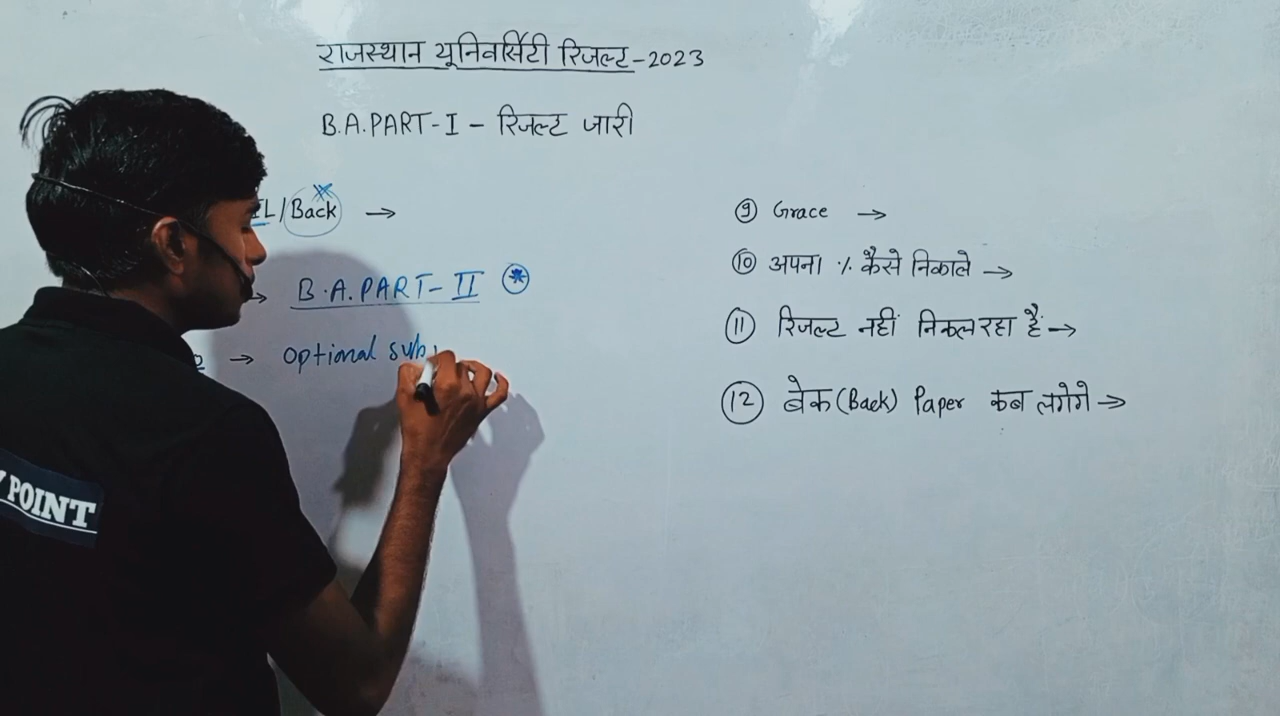 राजस्थान यूनिवर्सिटी रिजल्ट-2023
B.A.PART-I - रिजल्ट जारी
L/Back →
→ B.A.PART-II
→ Optional sub
⑨ Grace →
⑩ अपना % कैसे निकाले →
⑪ रिजल्ट नहीं निकल रहा हैं →
⑫ बेक (Back) Paper कब लगेगे →
POINT